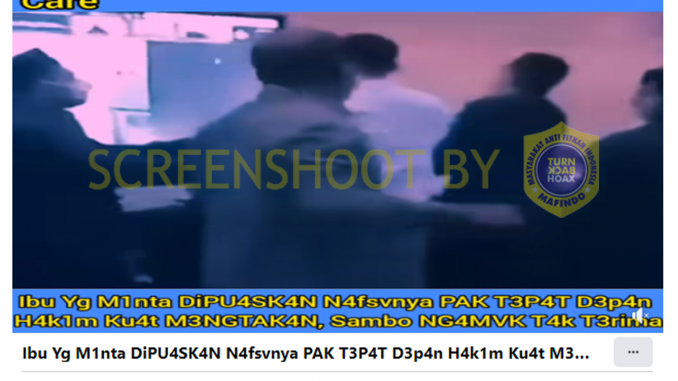 Care
SCREENSHOOT BY
MASYARAKAT ANTI FITNAH INDONESIA
TURN
BACK
HOAX
MAFINDO
Ibu Yg M1nta DiPU4SK4N N4fsvnya PAK T3P4T D3p4n
H4k1m Ku4t M3NGTAK4N, Sambo NG4MVK T4k T3rima
Ibu Yg M1nta DiPU4SK4N N4fsvnya PAK T3P4T D3p4n H4k1m Ku4t M3...